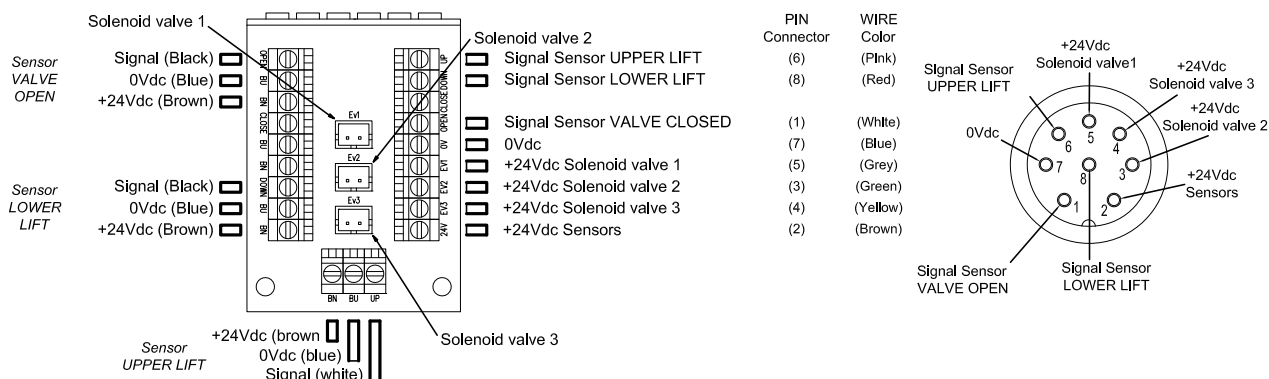 Solenoid valve 1
Solenoid valve 2
Sensor
VALVE
OPEN
Signal (Black)
0Vdc (Blue)
+24Vdc (Brown)
Sensor
LOWER
LIFT
Signal (Black)
0Vdc (Blue)
+24Vdc (Brown)
OPEN
BU
BN
CLOSE
BU
BN
DOWN
BU
BN
Ev1
Ev2
Ev3
UP
DOWN
CLOSE
OPEN
0V
EV1
EV2
EV3
24V
BN BU UP
Signal Sensor UPPER LIFT
Signal Sensor LOWER LIFT
Signal Sensor VALVE CLOSED
0Vdc
+24Vdc Solenoid valve 1
+24Vdc Solenoid valve 2
+24Vdc Solenoid valve 3
+24Vdc Sensors
Solenoid valve 3
Sensor
UPPER LIFT
+24Vdc (brown
0Vdc (blue)
Signal (white)
PIN WIRE
Connector Color
(6) (Pink)
(8) (Red)
(1) (White)
(7) (Blue)
(5) (Grey)
(3) (Green)
(4) (Yellow)
(2) (Brown)
+24Vdc
Solenoid valve1
Signal Sensor
UPPER LIFT
+24Vdc
Solenoid valve 3
+24Vdc
Solenoid valve 2
0Vdc
+24Vdc
Sensors
5
6
4
7
8
3
1
2
Signal Sensor
VALVE OPEN
Signal Sensor
LOWER LIFT